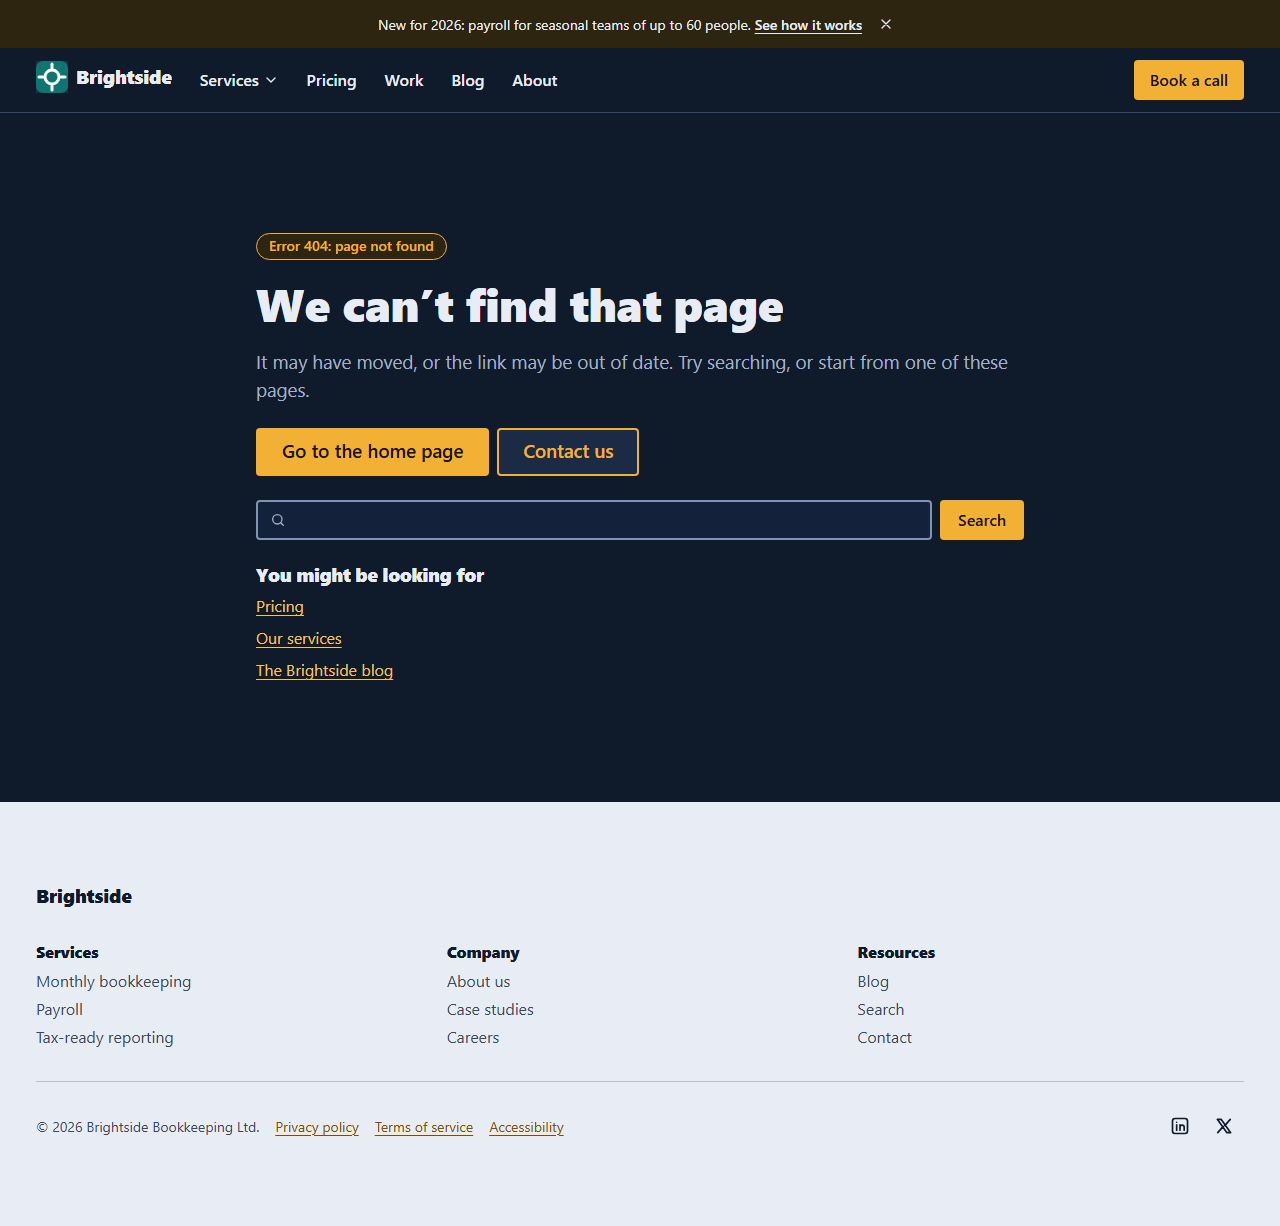 New for 2026: payroll for seasonal teams of up to 60 people. See how it works
Brightside Services Pricing Work Blog About Book a call
Error 404: page not found
We can´t find that page
It may have moved, or the link may be out of date. Try searching, or start from one of these
pages.
Go to the home page Contact us
Search
You might be looking for
Pricing
Our services
The Brightside blog
Brightside
Services Company Resources
Monthly bookkeeping About us Blog
Payroll Case studies Search
Tax-ready reporting Careers Contact
© 2026 Brightside Bookkeeping Ltd. Privacy policy Terms of service Accessibility